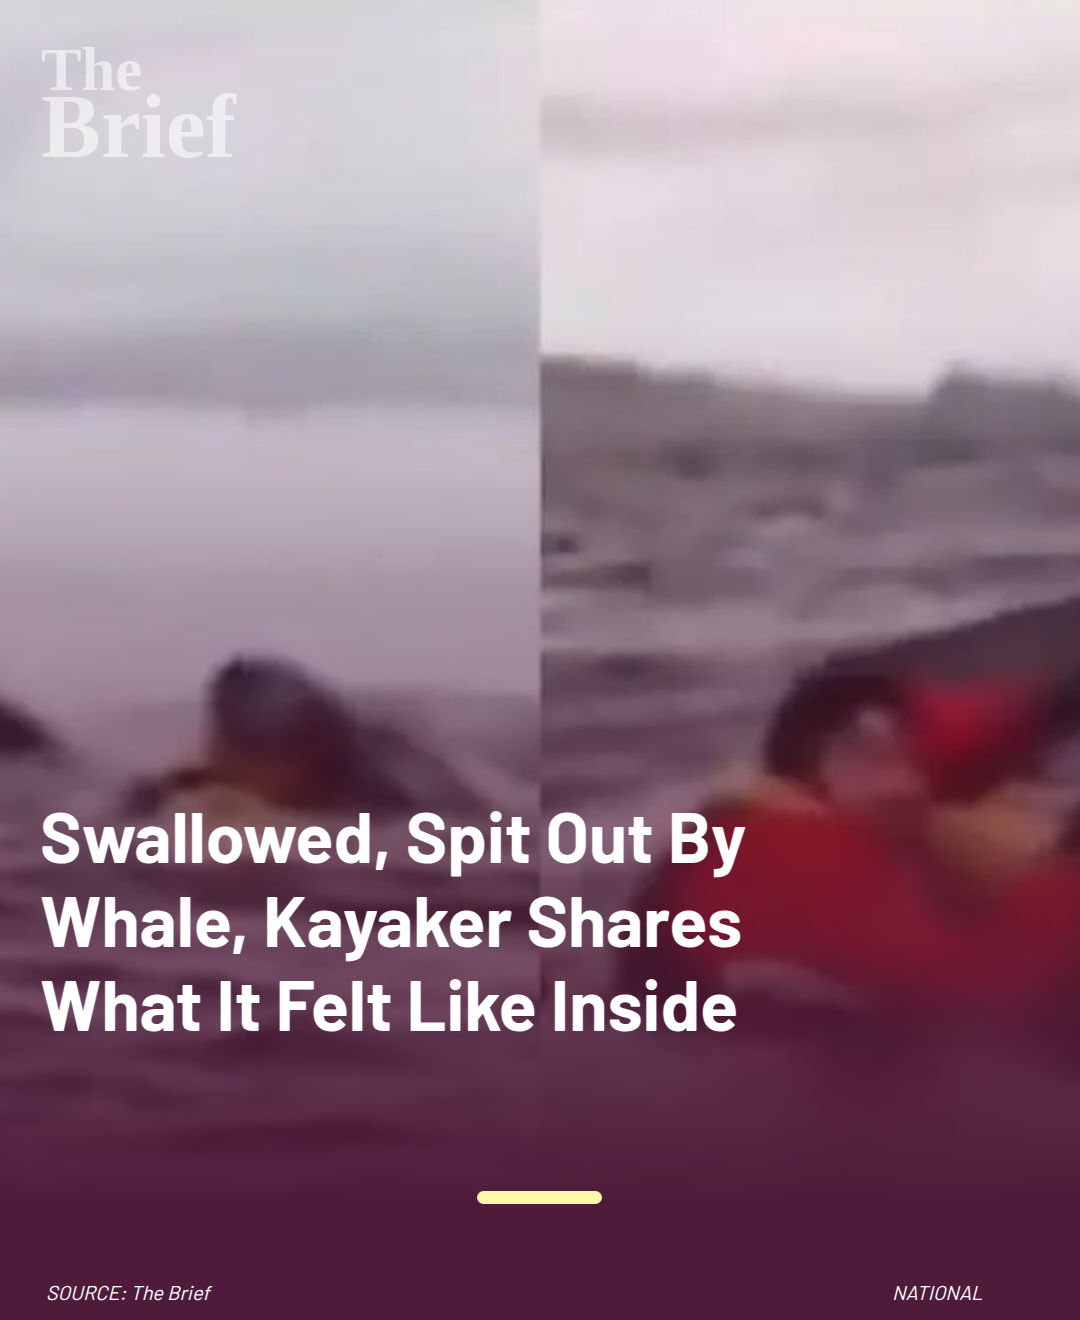 The
Brief
Swallowed, Spit Out By
Whale, Kayaker Shares
What It Felt Like Inside
SOURCE: The Brief
NATIONAL